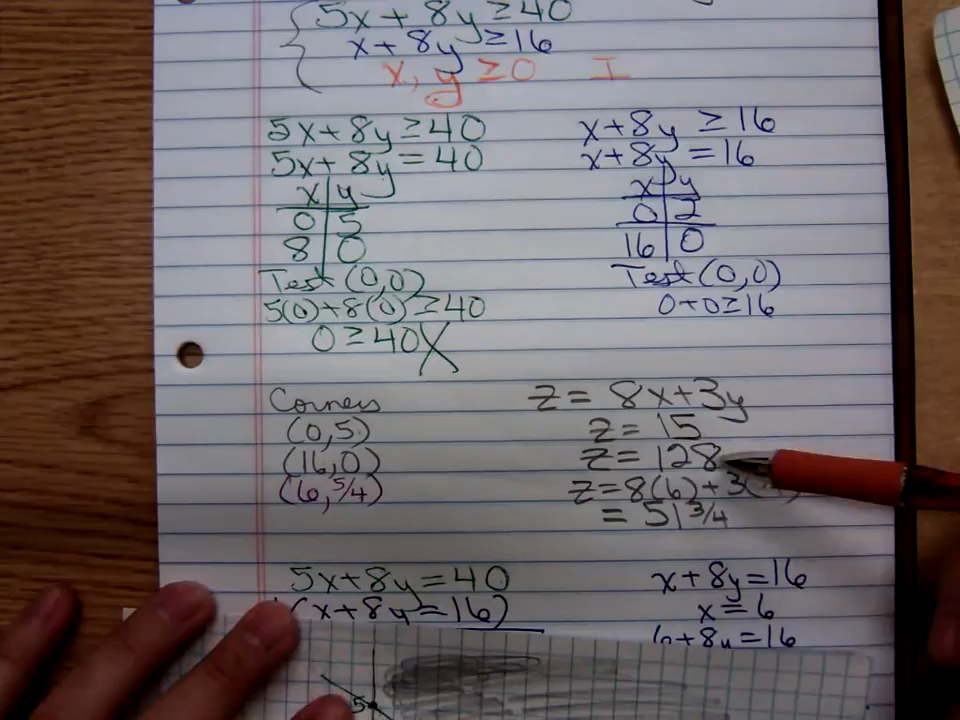 5x + 8y ≥ 40
x + 8y ≥ 16
x, y ≥ 0 I
5x + 8y ≥ 40
5x + 8y = 40
x y
0 5
8 0
Test (0,0)
5(0) + 8(0) ≥ 40
0 ≥ 40 X
x + 8y ≥ 16
x + 8y = 16
x y
0 2
16 0
Test (0,0)
0 + 0 ≥ 16
Corners
(0,5)
(16,0)
(6, 5/4)
z = 8x + 3y
z = 15
z = 128
z = 8(6) + 3(
= 51 3/4
5x + 8y = 40
(x + 8y = 16)
x + 8y = 16
x = 6
6 + 8y = 16
5